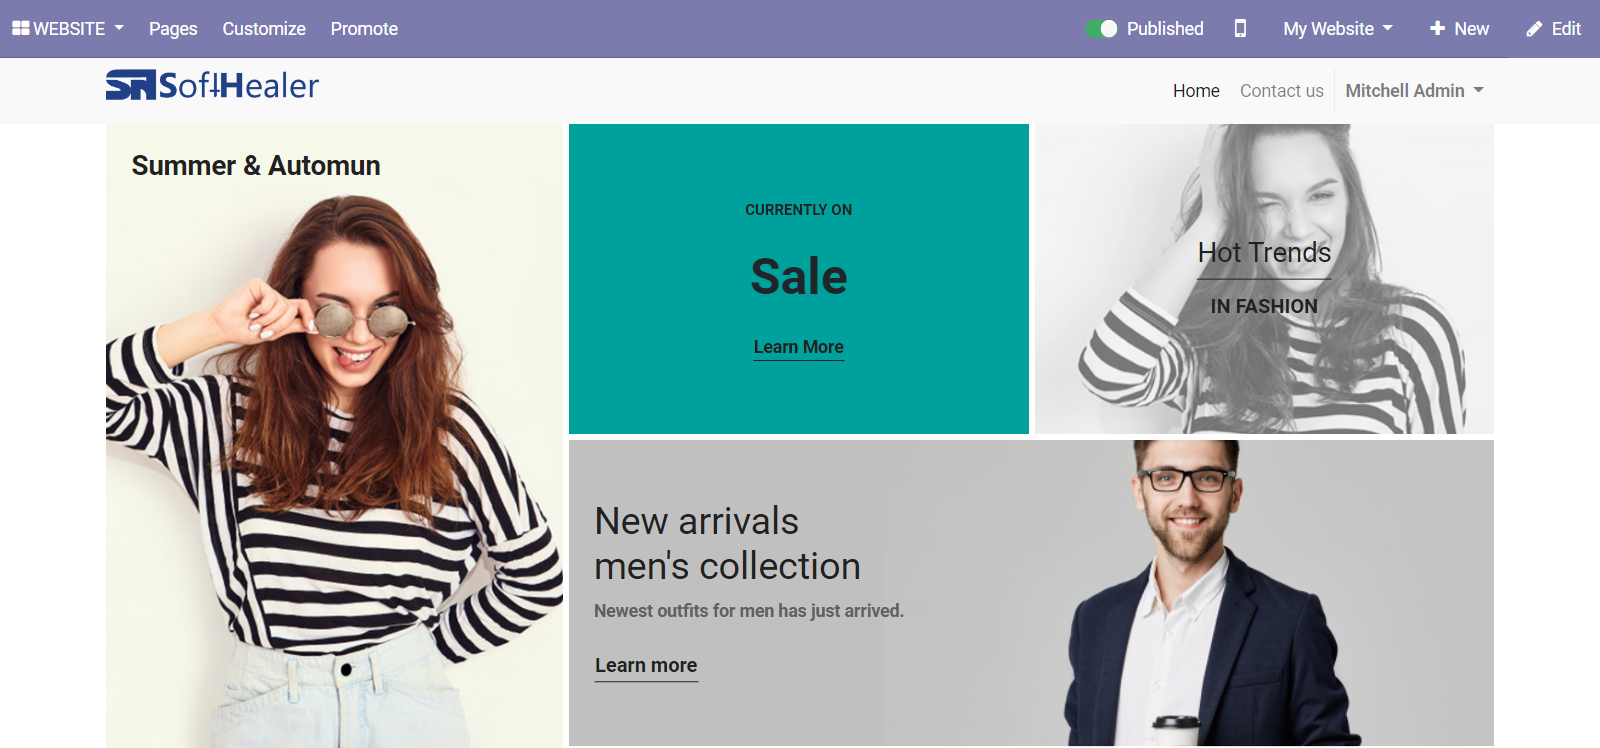 WEBSITE Pages Customize Promote Published My Website New Edit
SoftHealer Home Contact us Mitchell Admin
Summer & Automun
CURRENTLY ON
Sale
Learn More
Hot Trends
IN FASHION
New arrivals
men's collection
Newest outfits for men has just arrived.
Learn more